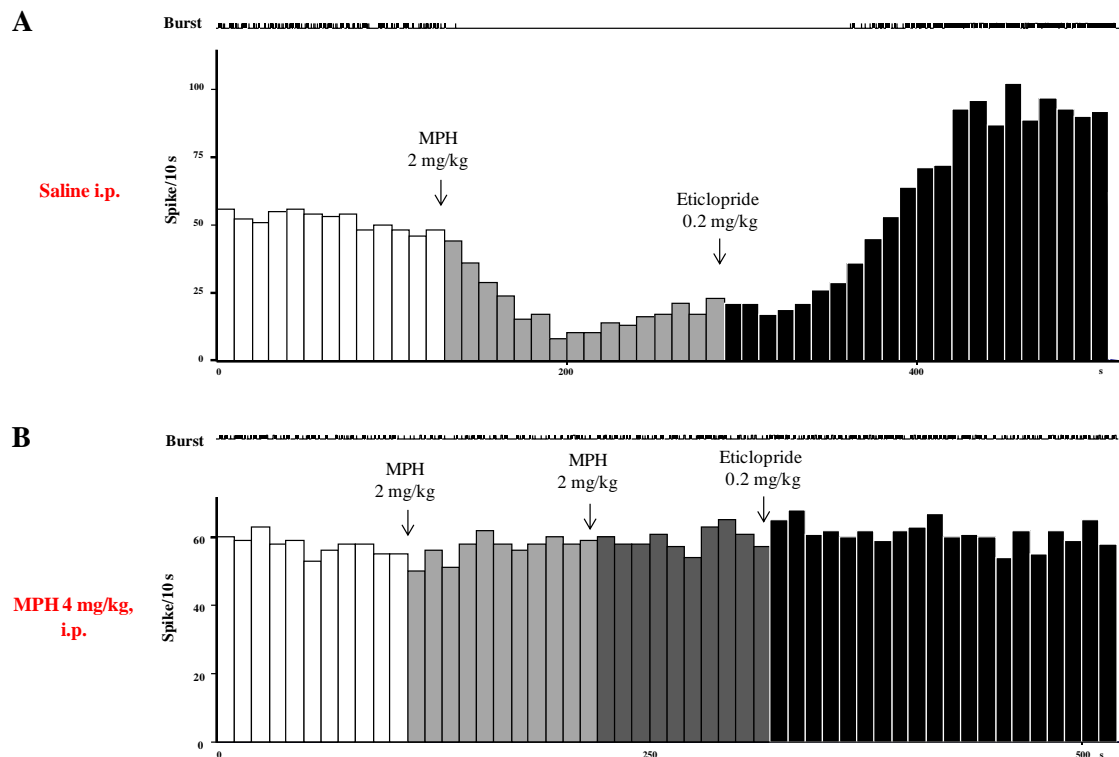 A
Burst
100
75
50
25
0
Spike/10 s
Saline i.p.
MPH
2 mg/kg
Eticlopride
0.2 mg/kg
0
200
400
s
B
Burst
60
40
20
0
Spike/10 s
MPH 4 mg/kg,
i.p.
MPH
2 mg/kg
MPH
2 mg/kg
Eticlopride
0.2 mg/kg
0
250
500
s